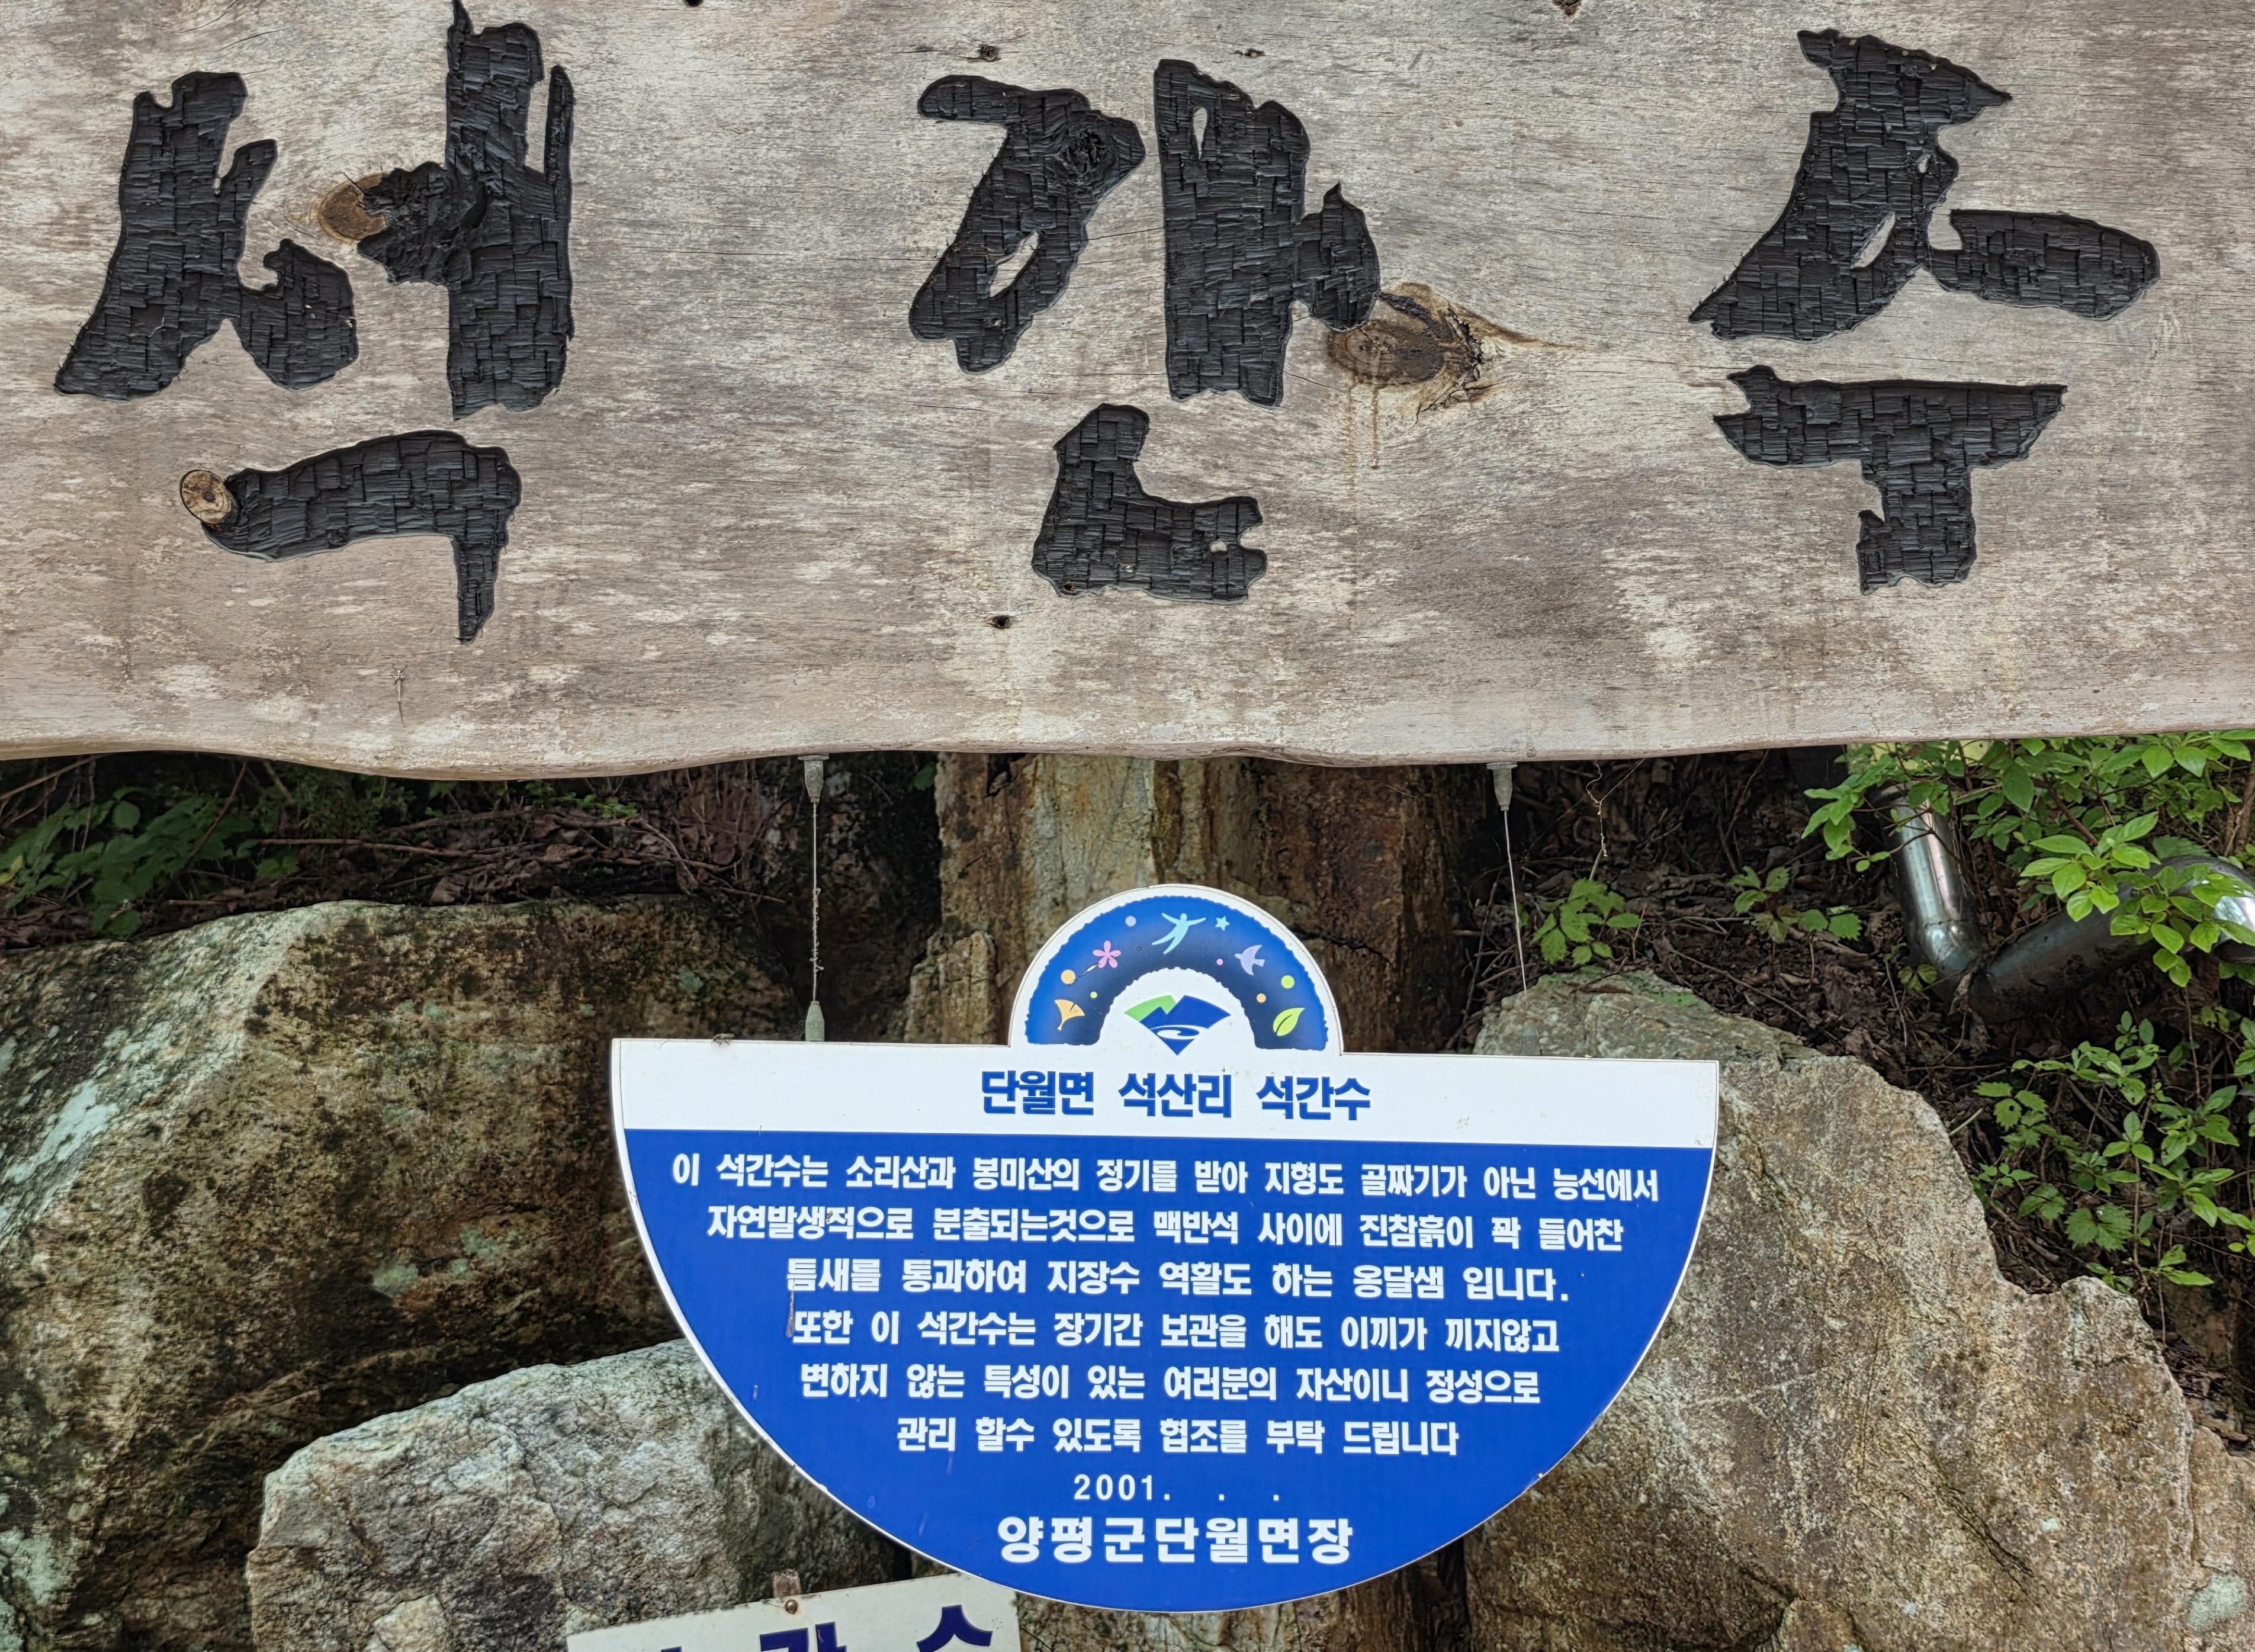 석간수
단월면 석산리 석간수
이 석간수는 소리산과 봉미산의 정기를 받아 지형도 골짜기가 아닌 능선에서
자연발생적으로 분출되는것으로 맥반석 사이에 진참흙이 꽉 들어찬
틈새를 통과하여 지장수 역활도 하는 옹달샘 입니다.
또한 이 석간수는 장기간 보관을 해도 이끼가 끼지않고
변하지 않는 특성이 있는 여러분의 자산이니 정성으로
관리 할수 있도록 협조를 부탁 드립니다
2001. . .
양평군단월면장